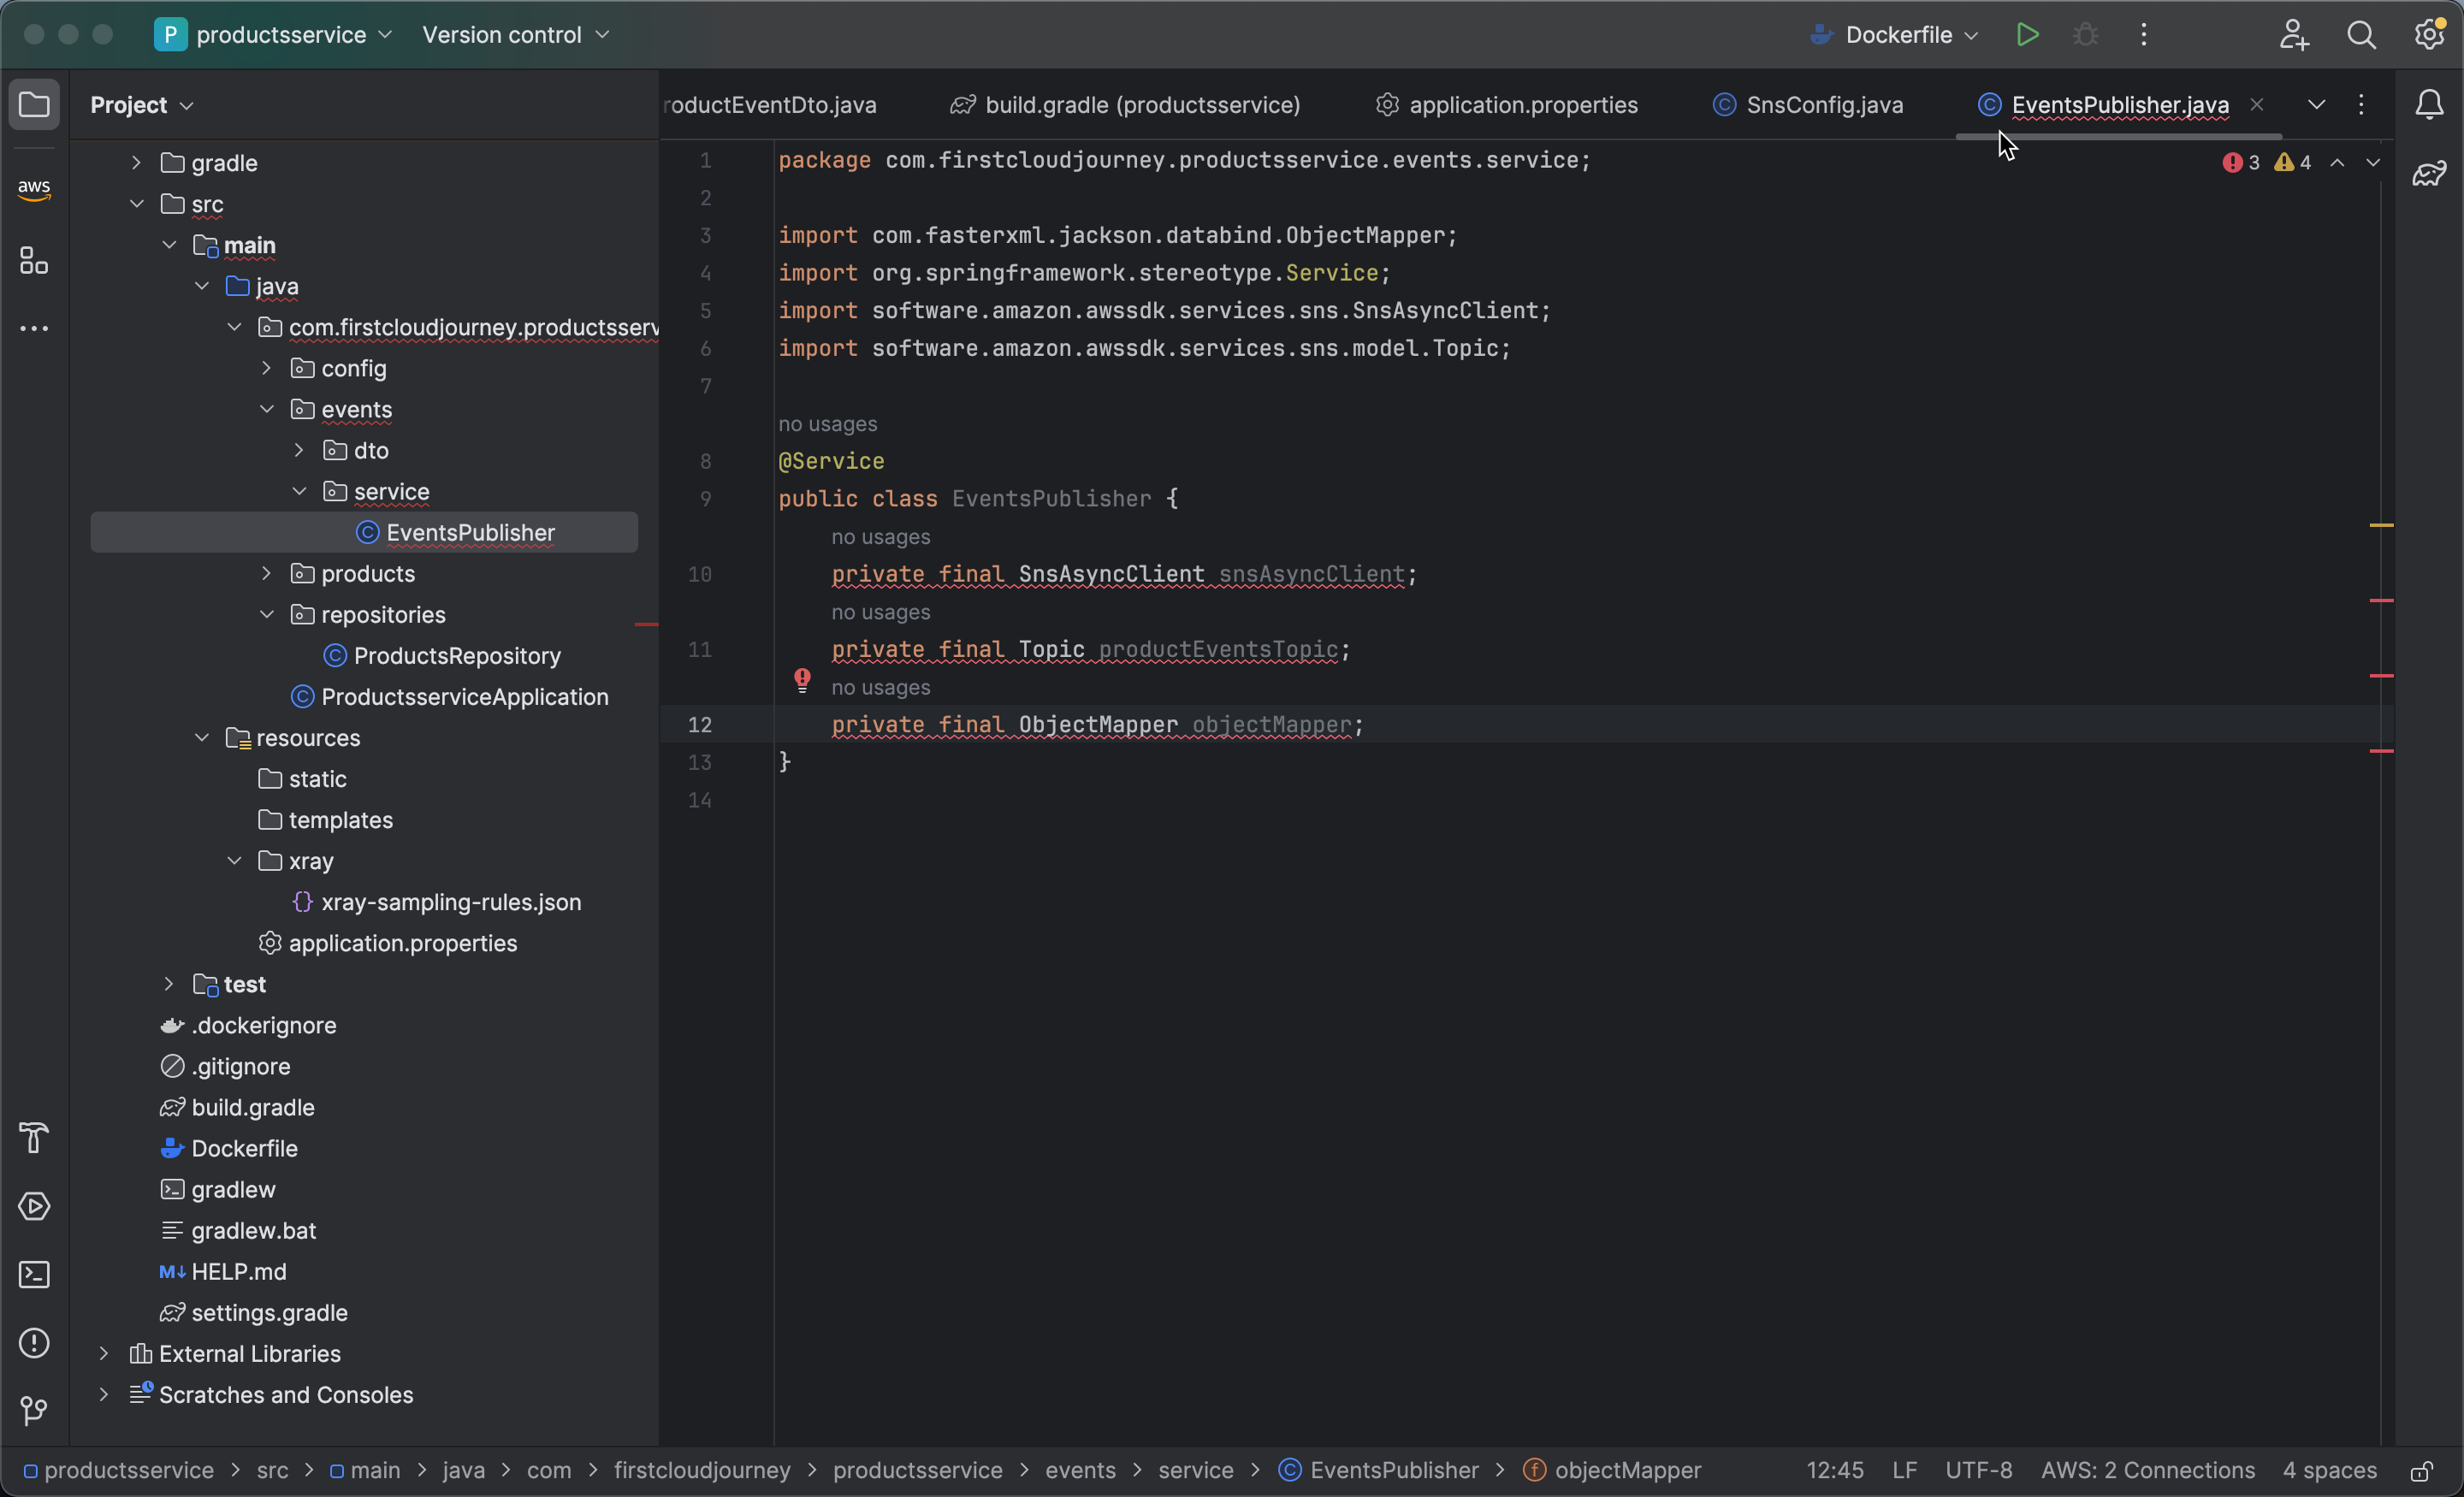 P productsservice Version control Dockerfile
Project
roductEventDto.java build.gradle (productsservice) application.properties SnsConfig.java EventsPublisher.java
aws
gradle
src
main
java
com.firstcloudjourney.productsserv
config
events
dto
service
EventsPublisher
products
repositories
ProductsRepository
ProductsserviceApplication
resources
static
templates
xray
{} xray-sampling-rules.json
application.properties
test
.dockerignore
.gitignore
build.gradle
Dockerfile
gradlew
gradlew.bat
M↓ HELP.md
settings.gradle
External Libraries
Scratches and Consoles
3 4
1 package com.firstcloudjourney.productsservice.events.service;
2
3 import com.fasterxml.jackson.databind.ObjectMapper;
4 import org.springframework.stereotype.Service;
5 import software.amazon.awssdk.services.sns.SnsAsyncClient;
6 import software.amazon.awssdk.services.sns.model.Topic;
7
no usages
8 @Service
9 public class EventsPublisher {
no usages
10 private final SnsAsyncClient snsAsyncClient;
no usages
11 private final Topic productEventsTopic;
no usages
12 private final ObjectMapper objectMapper;
13 }
14
productsservice > src > main > java > com > firstcloudjourney > productsservice > events > service > EventsPublisher > objectMapper 12:45 LF UTF-8 AWS: 2 Connections 4 spaces